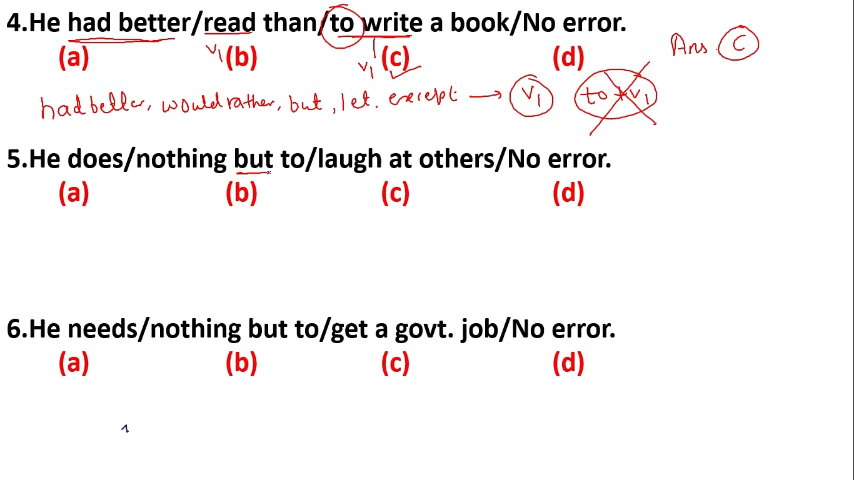 4.He had better/read than/to write a book/No error.
(a) (b) (c) (d)
V1 V1 Ans C
had better, would rather, but, let. except → V1 to + V1
5.He does/nothing but to/laugh at others/No error.
(a) (b) (c) (d)
6.He needs/nothing but to/get a govt. job/No error.
(a) (b) (c) (d)